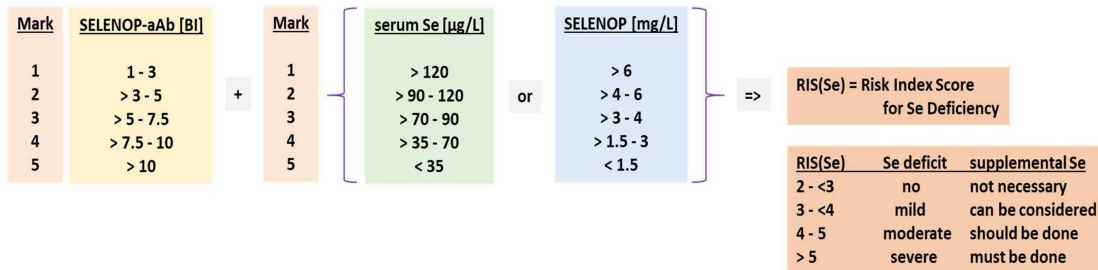 Mark SELENOP-aAb [BI] Mark serum Se [µg/L] SELENOP [mg/L]
1 1 - 3 1 > 120 > 6
2 > 3 - 5 + 2 > 90 - 120 or > 4 - 6 =>
3 > 5 - 7.5 3 > 70 - 90 > 3 - 4
4 > 7.5 - 10 4 > 35 - 70 > 1.5 - 3
5 > 10 5 < 35 < 1.5
RIS(Se) = Risk Index Score
for Se Deficiency
RIS(Se) Se deficit supplemental Se
2 - <3 no not necessary
3 - <4 mild can be considered
4 - 5 moderate should be done
> 5 severe must be done